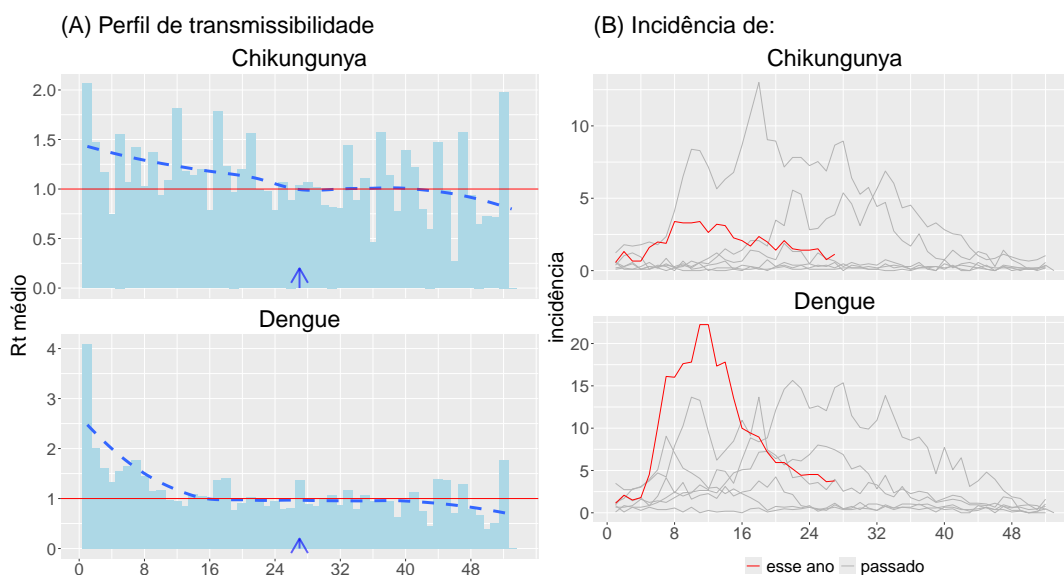 (A) Perfil de transmissibilidade
Chikungunya
2.0
1.5
1.0
0.5
0.0
Dengue
4
3
2
1
0
0 8 16 24 32 40 48
Rt médio
(B) Incidência de:
Chikungunya
10
5
0
Dengue
20
15
10
5
0
0 8 16 24 32 40 48
incidência
esse ano passado